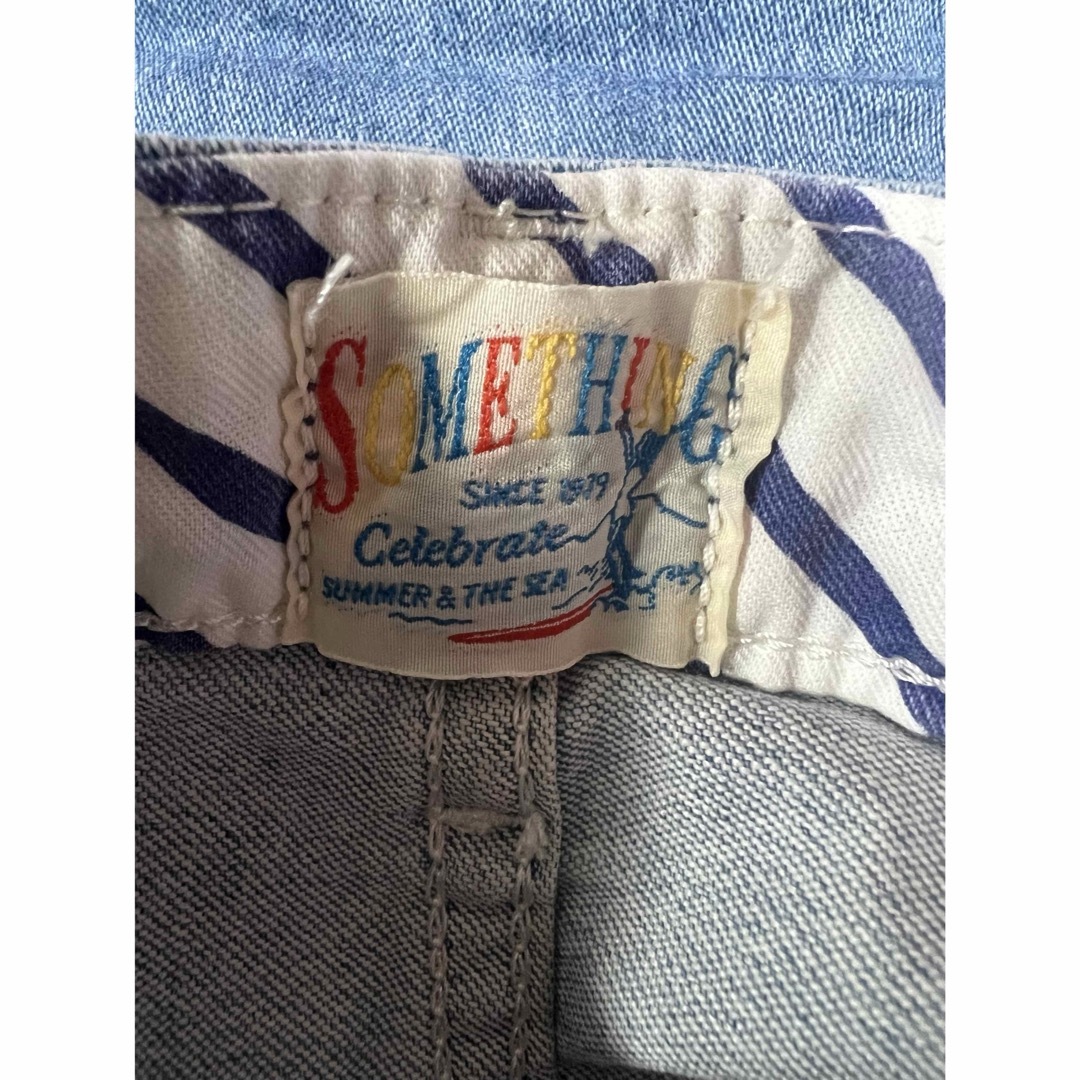 SOMETHING
SINCE 1979
Celebrate
SUMMER & THE SEA